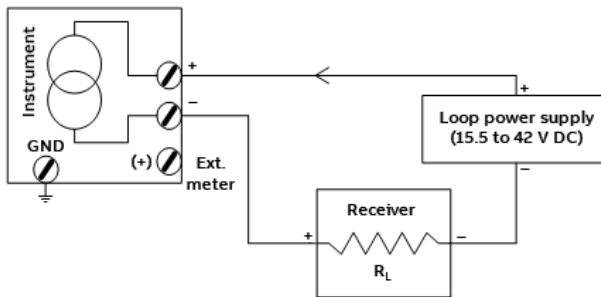 Instrument
+
−
GND
(+)
Ext.
meter
+
Loop power supply
(15.5 to 42 V DC)
−
Receiver
+
−
RL